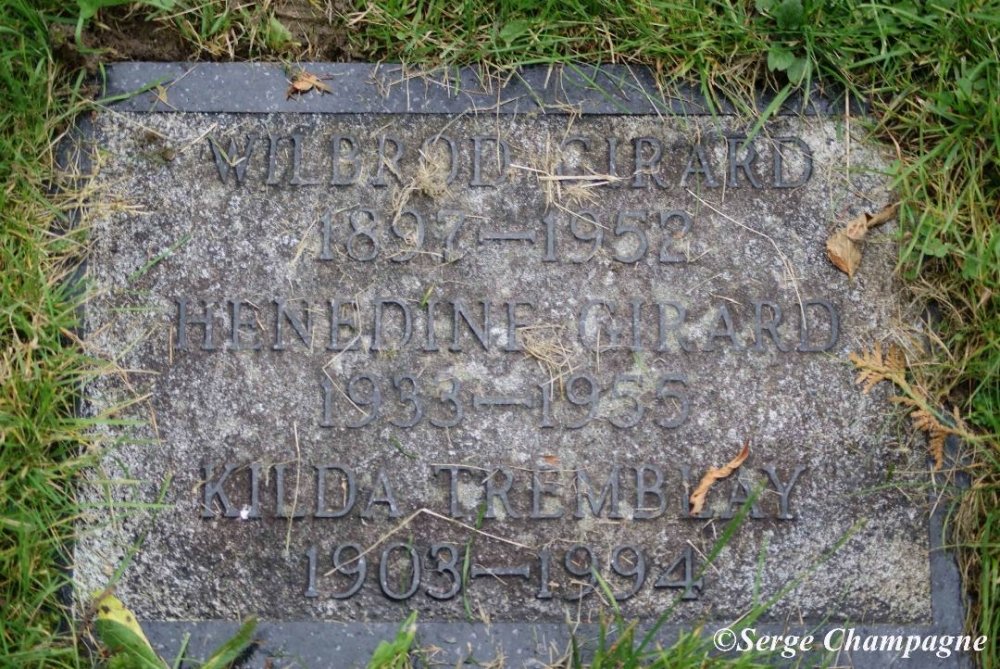 WILBROD GIRARD
1897—1952
HENEDINE GIRARD
1933—1955
KILDA TREMBLAY
1903—1994
©Serge Champagne